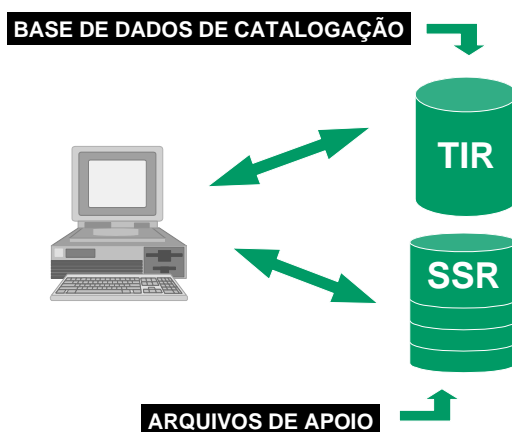 BASE DE DADOS DE CATALOGAÇÃO
TIR
SSR
ARQUIVOS DE APOIO